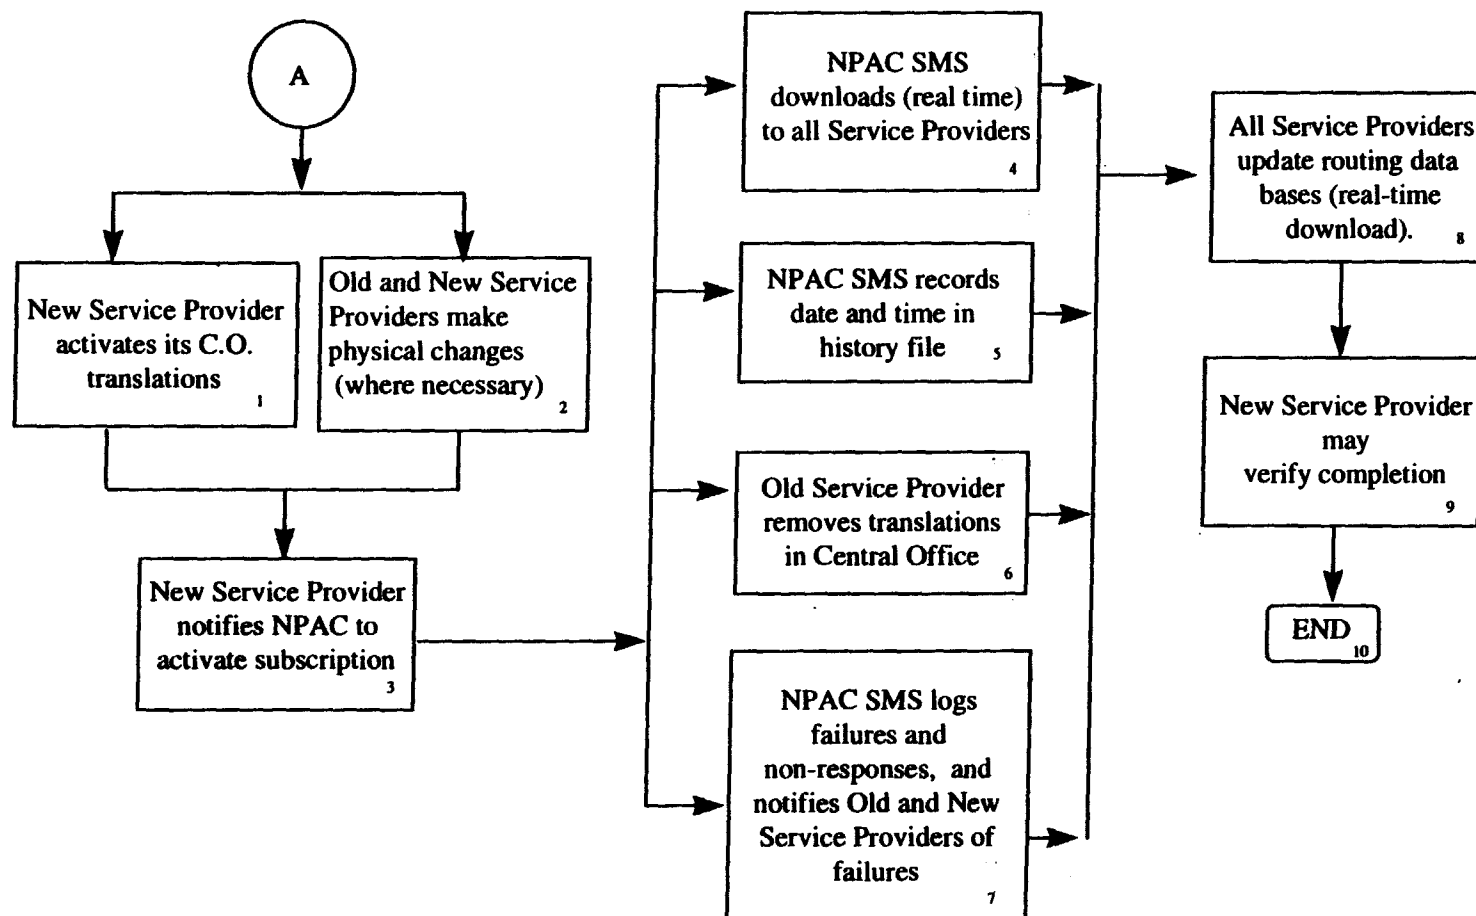 A
New Service Provider
activates its C.O.
translations
1
Old and New Service
Providers make
physical changes
(where necessary)
2
New Service Provider
notifies NPAC to
activate subscription
3
NPAC SMS
downloads (real time)
to all Service Providers
4
NPAC SMS records
date and time in
history file
5
Old Service Provider
removes translations
in Central Office
6
NPAC SMS logs
failures and
non-responses, and
notifies Old and New
Service Providers of
failures
7
All Service Providers
update routing data
bases (real-time
download).
8
New Service Provider
may
verify completion
9
END
10